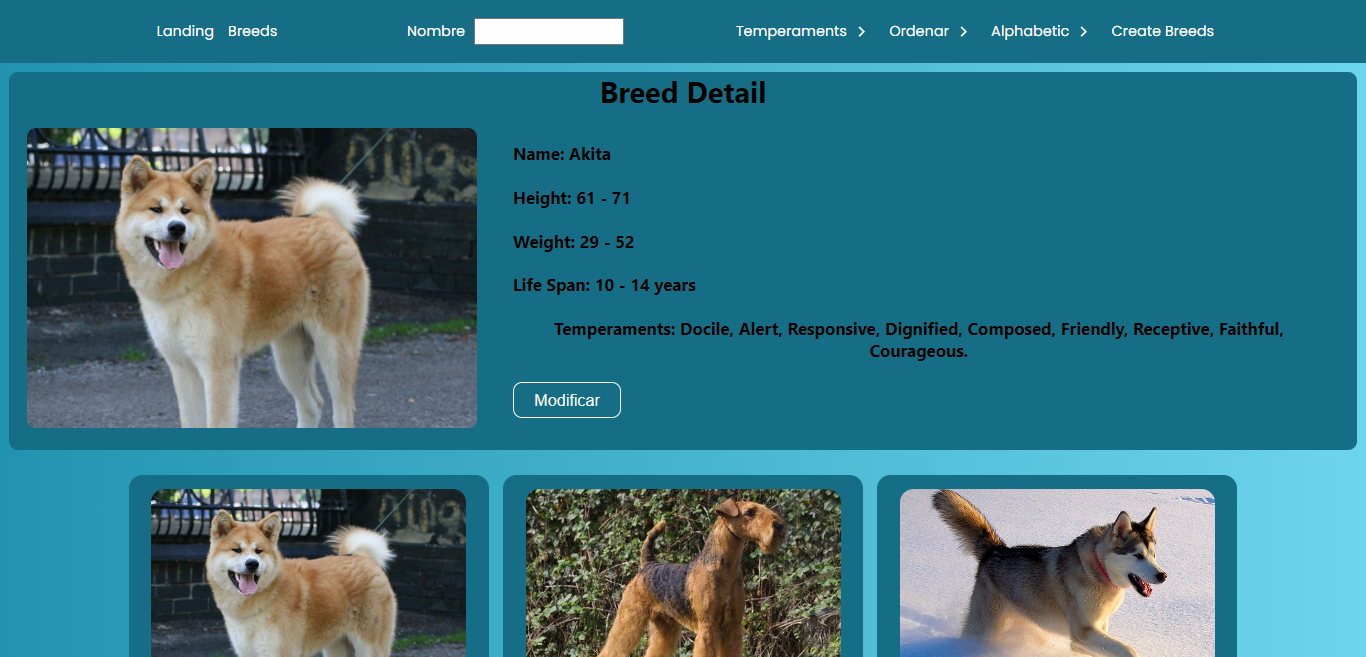 Landing Breeds Nombre Temperaments Ordenar Alphabetic Create Breeds
Breed Detail
Name: Akita
Height: 61 - 71
Weight: 29 - 52
Life Span: 10 - 14 years
Temperaments: Docile, Alert, Responsive, Dignified, Composed, Friendly, Receptive, Faithful,
Courageous.
Modificar